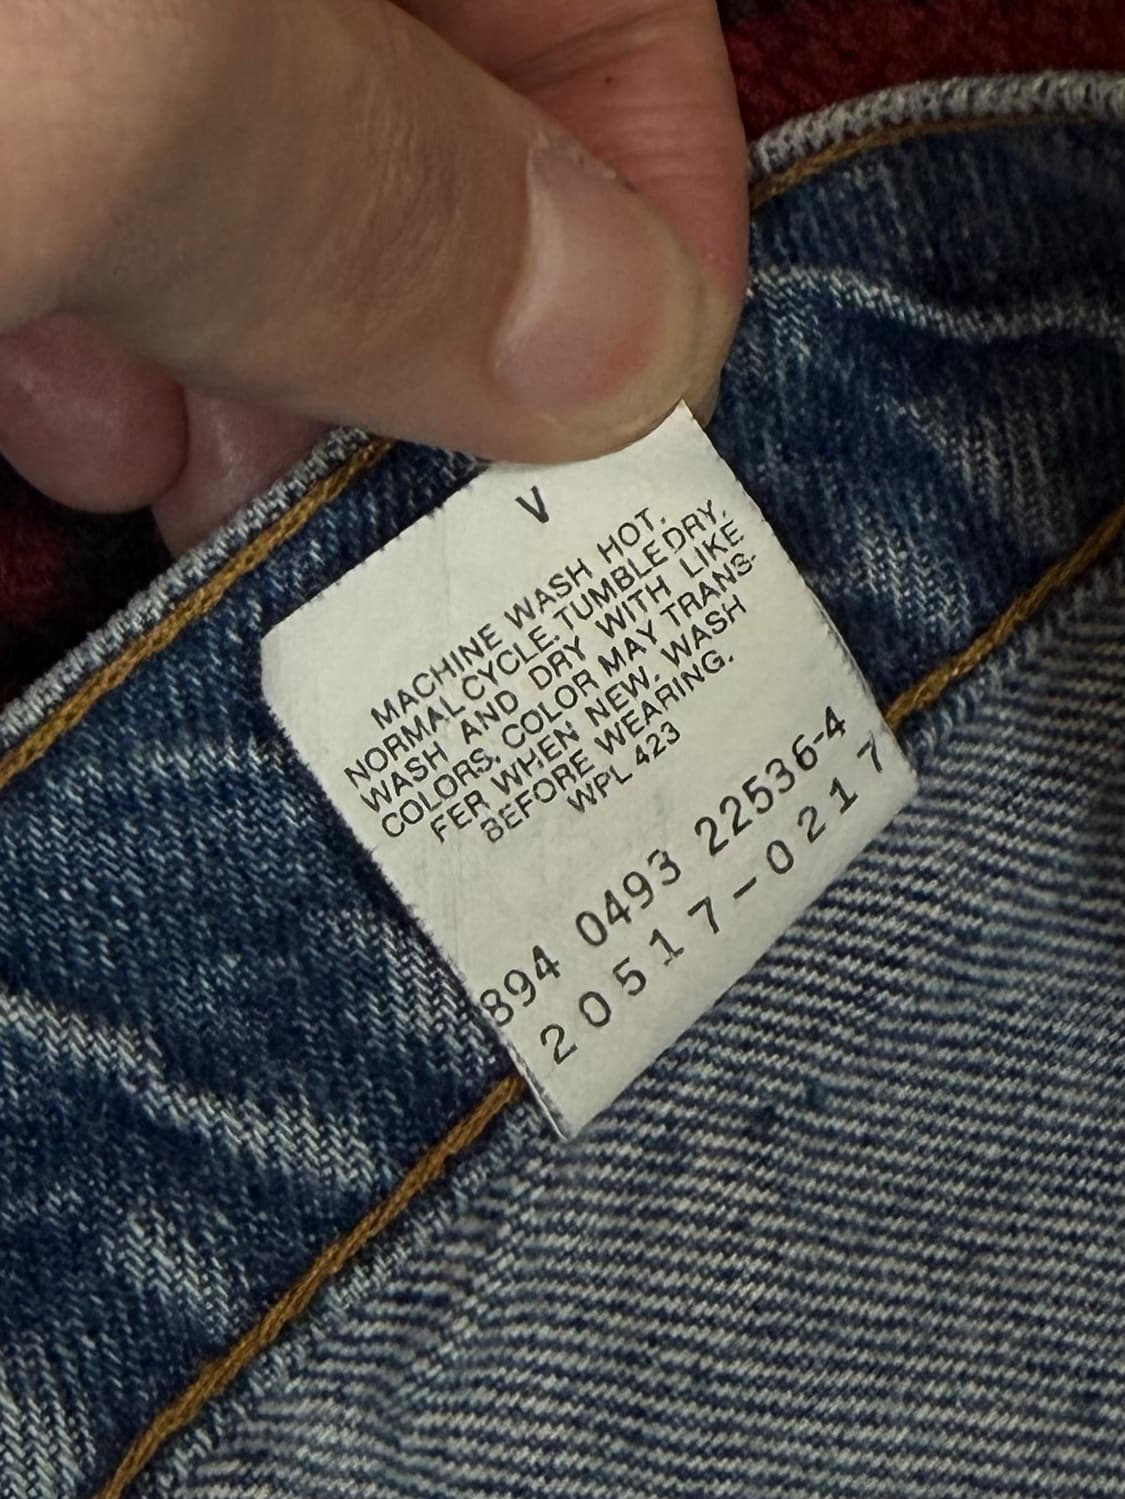 V
MACHINE WASH HOT,
NORMAL CYCLE. TUMBLE DRY.
WASH AND DRY WITH LIKE
COLORS. COLOR MAY TRANS-
FER WHEN NEW. WASH
BEFORE WEARING.
WPL 423
894 0493 22536-4
20517-0217